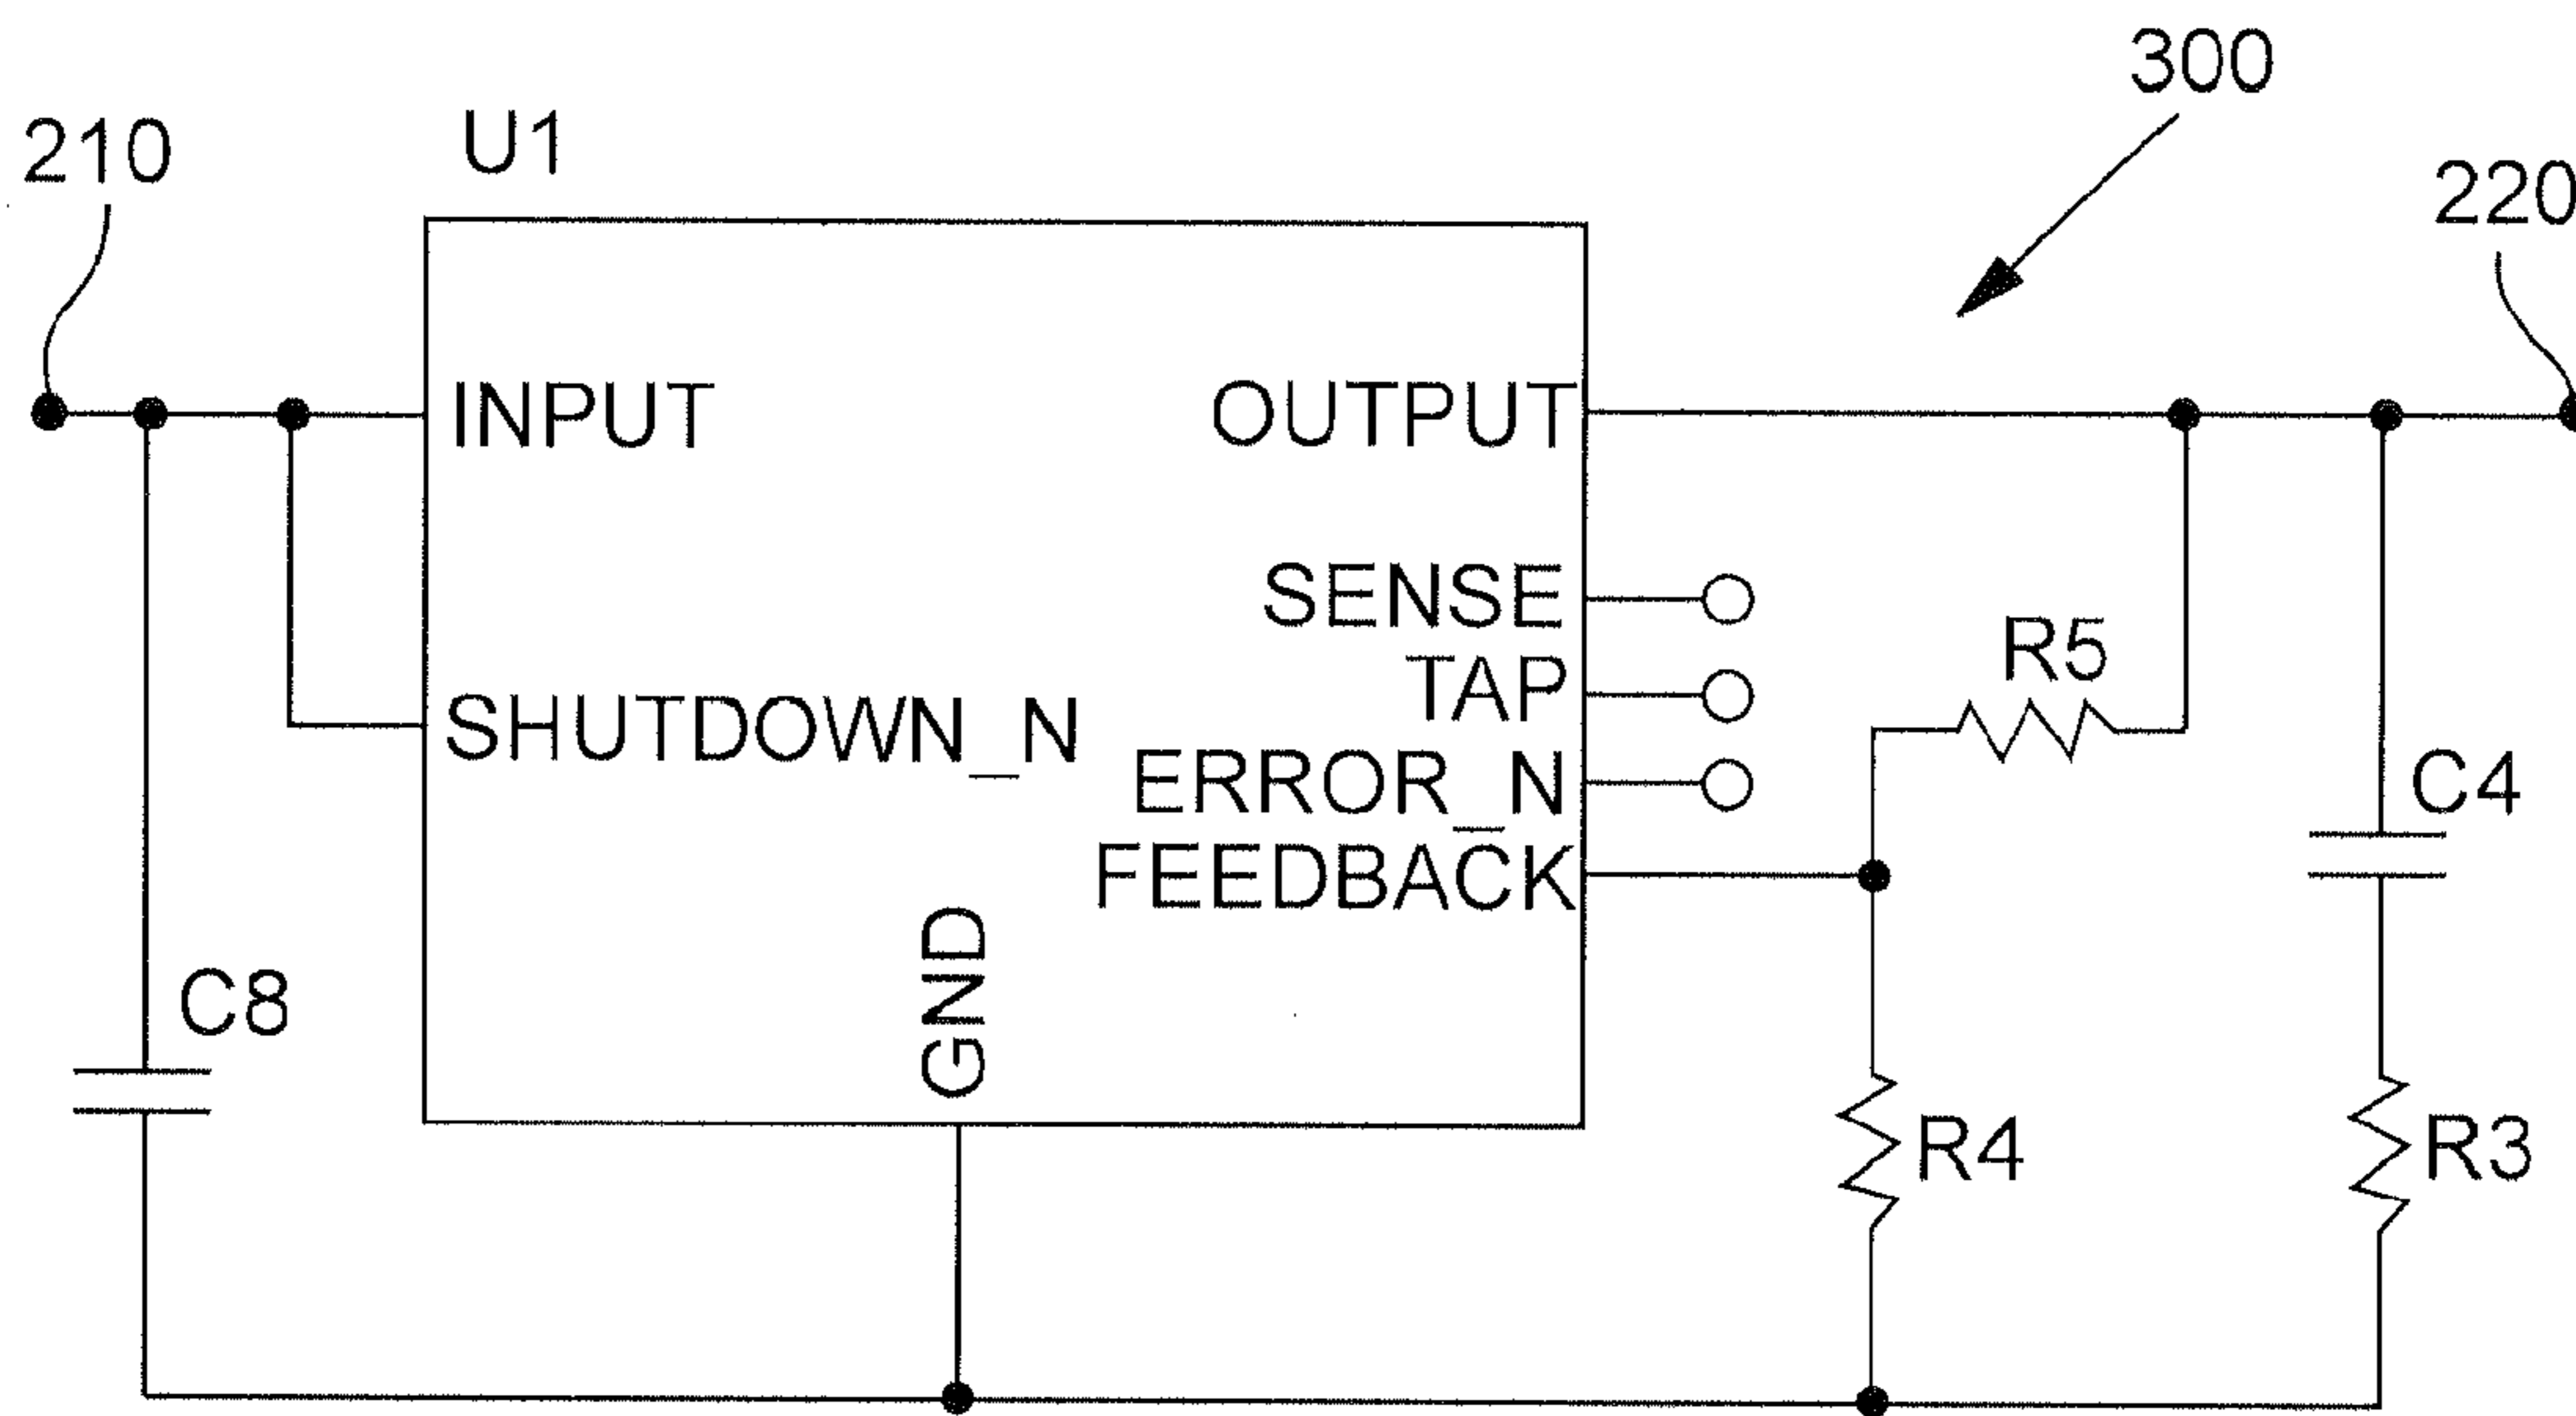 300
210
U1
220
INPUT
OUTPUT
SENSE
R5
TAP
SHUTDOWN_N
ERROR_N
C4
FEEDBACK
GND
C8
R4
R3